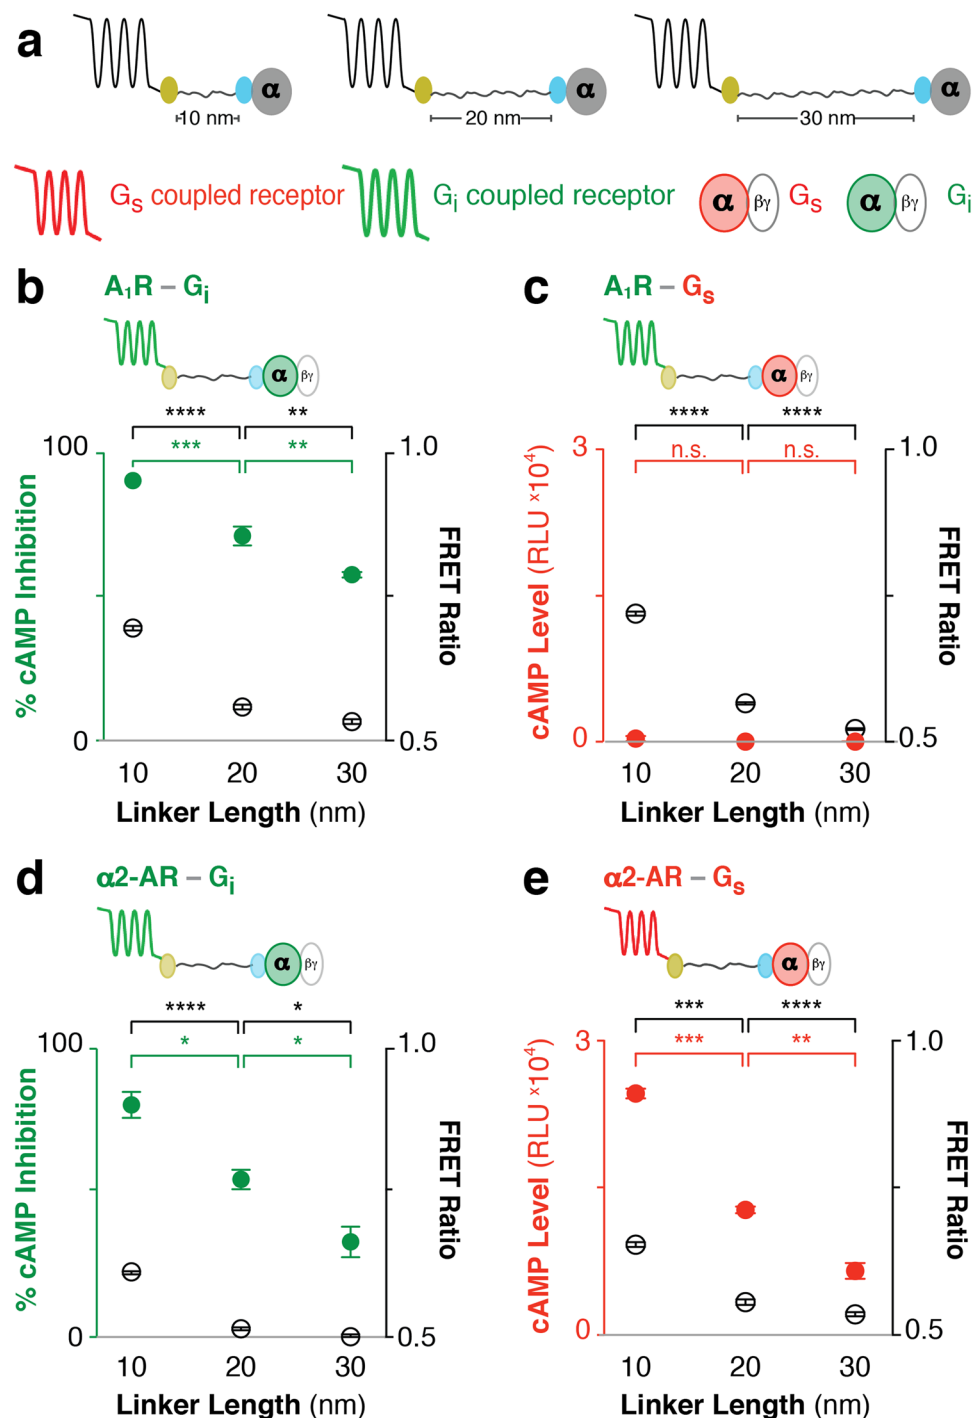 a
α α α
10 nm 20 nm 30 nm
Gs coupled receptor Gi coupled receptor α βγ Gs α βγ Gi
b A1R – Gi
α βγ
**** **
*** **
100 1.0
% cAMP Inhibition
FRET Ratio
0 0.5
10 20 30
Linker Length (nm)
c A1R – Gs
α βγ
**** ****
n.s. n.s.
3 1.0
cAMP Level (RLU x10⁴)
FRET Ratio
0 0.5
10 20 30
Linker Length (nm)
d α2-AR – Gi
α βγ
**** *
* *
100 1.0
% cAMP Inhibition
FRET Ratio
0 0.5
10 20 30
Linker Length (nm)
e α2-AR – Gs
α βγ
*** ****
*** **
3 1.0
cAMP Level (RLU x10⁴)
FRET Ratio
0 0.5
10 20 30
Linker Length (nm)